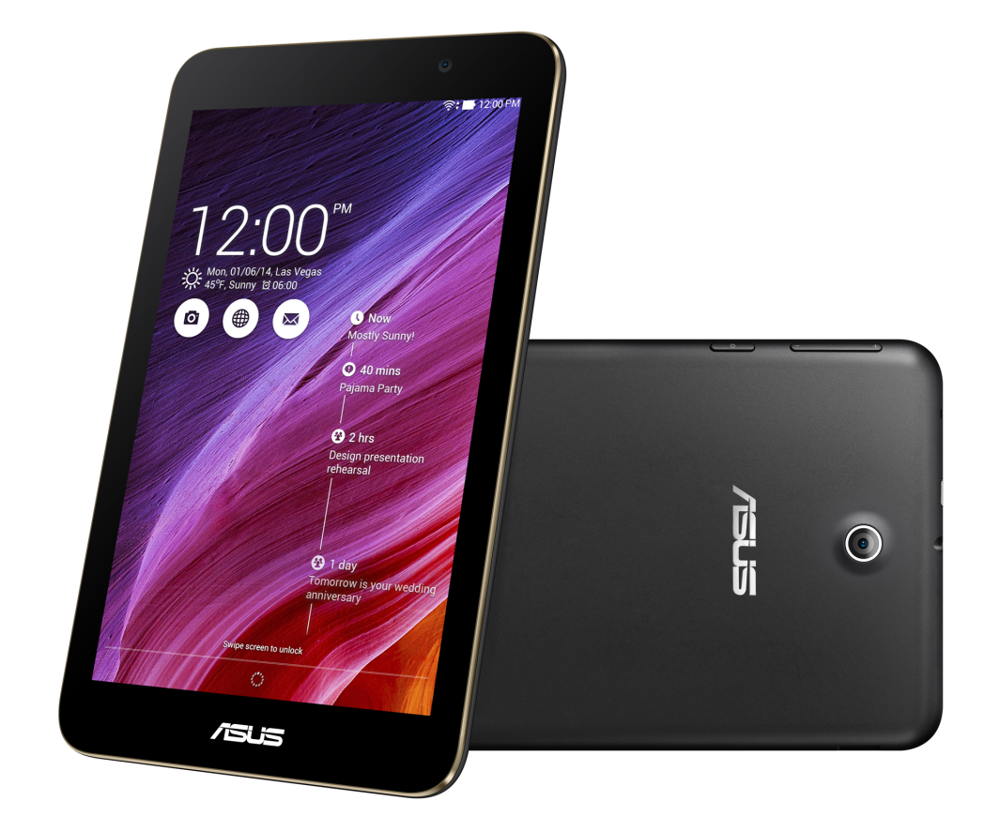 12:00 PM
12:00 PM
Mon, 01/06/14, Las Vegas
45°F, Sunny 06:00
Now
Mostly Sunny!
40 mins
Pajama Party
2 hrs
Design presentation
rehearsal
1 day
Tomorrow is your wedding
anniversary
Swipe screen to unlock
ASUS
ASUS